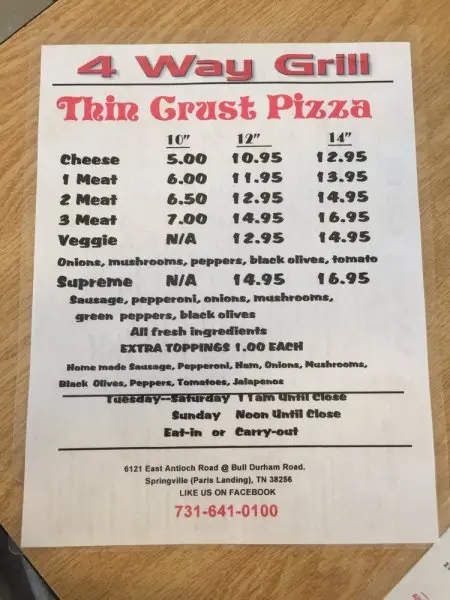 4 Way Grill
Thin Crust Pizza
10" 12" 14"
Cheese 5.00 10.95 12.95
1 Meat 6.00 11.95 13.95
2 Meat 6.50 12.95 14.95
3 Meat 7.00 14.95 16.95
Veggie N/A 12.95 14.95
Onions, mushrooms, peppers, black olives, tomato
Supreme N/A 14.95 16.95
Sausage, pepperoni, onions, mushrooms,
green peppers, black olives
All fresh ingredients
EXTRA TOPPINGS 1.00 EACH
Home made Sausage, Pepperoni, Ham, Onions, Mushrooms,
Black Olives, Peppers, Tomatoes, Jalapenos
Tuesday--Saturday 11am Until Close
Sunday Noon Until Close
Eat-in or Carry-out
6121 East Antioch Road @ Bull Durham Road.
Springville (Paris Landing), TN 38256
LIKE US ON FACEBOOK
731-641-0100